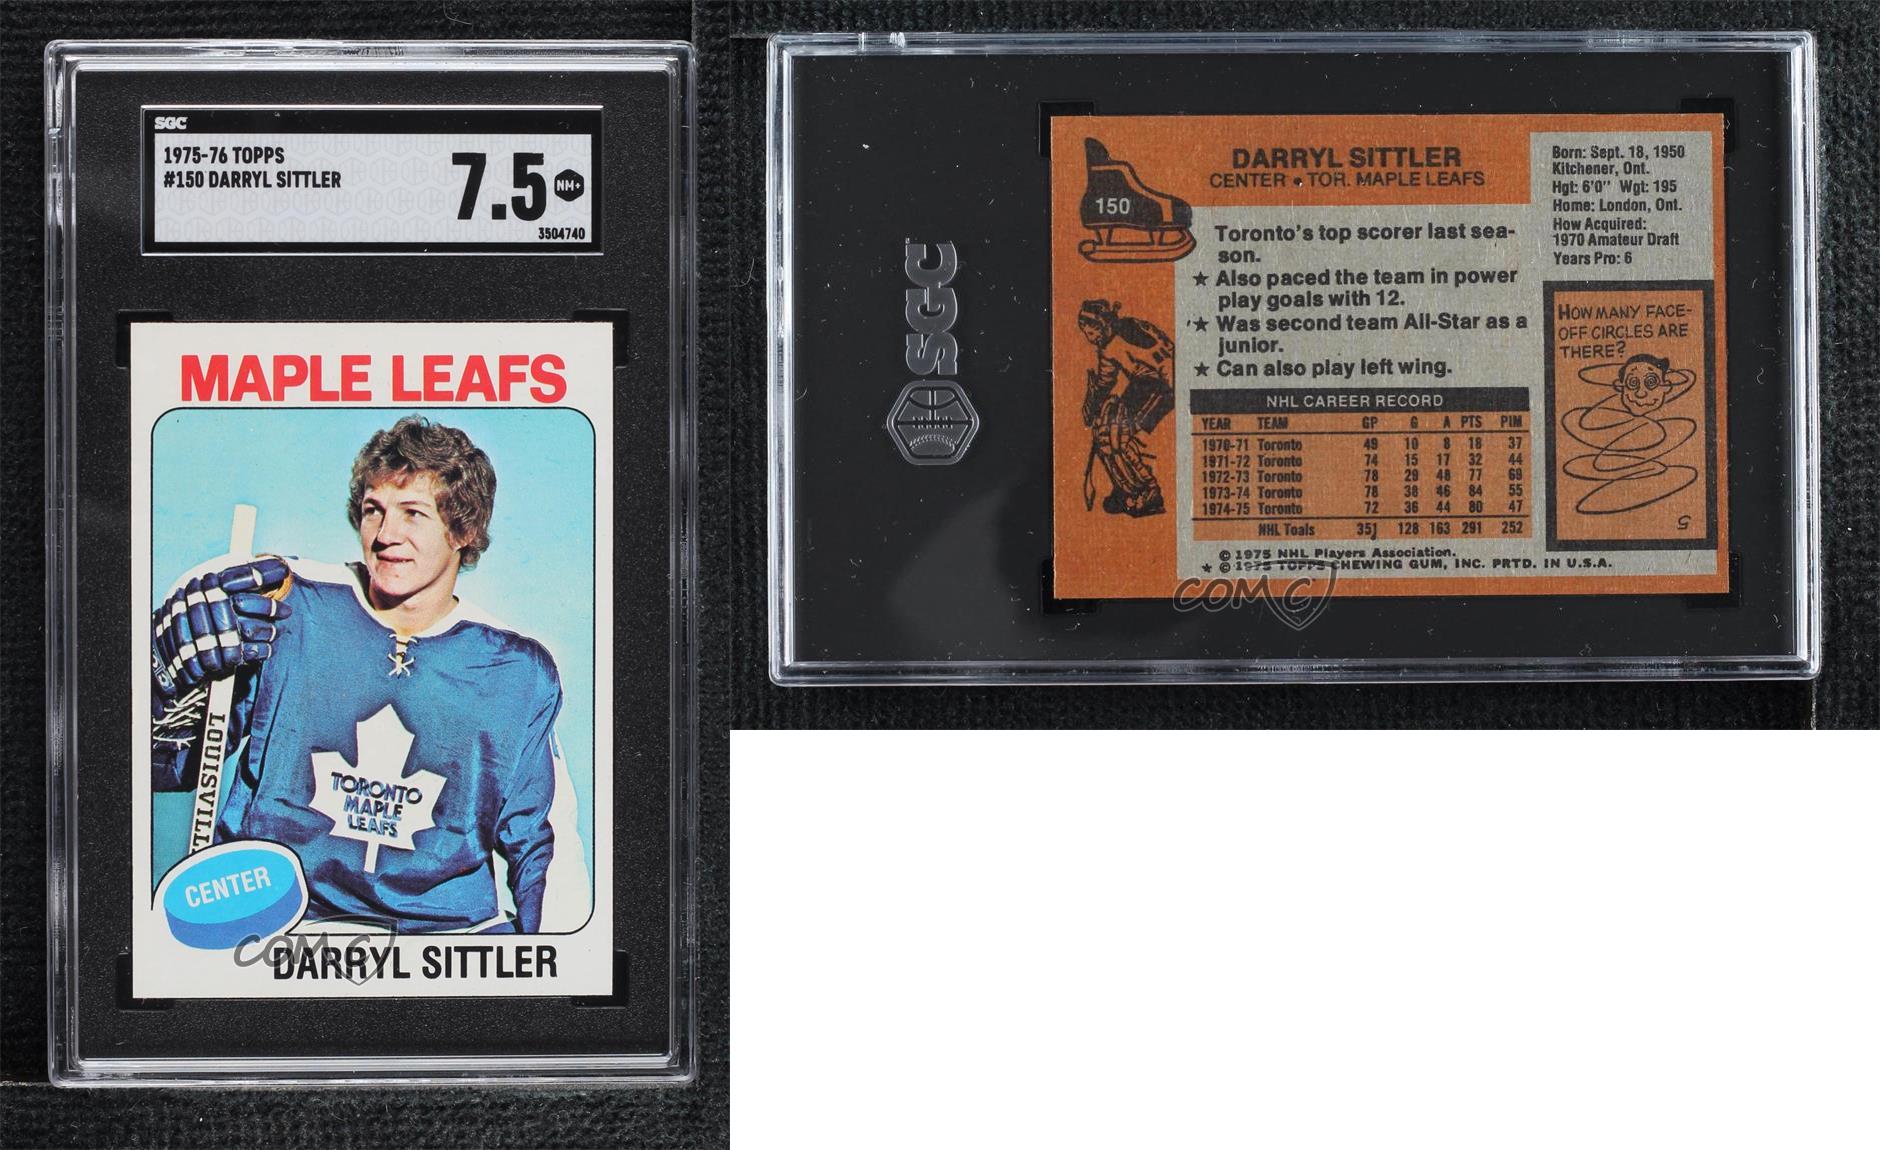 SGC
1975-76 TOPPS
#150 DARRYL SITTLER
7.5
NM+
3504740
MAPLE LEAFS
LOUISVILL
TORONTO
MAPLE
LEAFS
CENTER
COMC
DARRYL SITTLER
SGC
DARRYL SITTLER
CENTER • TOR. MAPLE LEAFS
150
Born: Sept. 18, 1950
Kitchener, Ont.
Hgt: 6'0" Wgt: 195
Home: London, Ont.
How Acquired:
1970 Amateur Draft
Years Pro: 6
Toronto's top scorer last sea-
son.
★ Also paced the team in power
play goals with 12.
★ Was second team All-Star as a
junior.
★ Can also play left wing.
HOW MANY FACE-
OFF CIRCLES ARE
THERE?
5
NHL CAREER RECORD
YEAR TEAM GP G A PTS PIM
1970-71 Toronto 49 10 8 18 37
1971-72 Toronto 74 15 17 32 44
1972-73 Toronto 78 29 48 77 69
1973-74 Toronto 78 38 46 84 55
1974-75 Toronto 72 36 44 80 47
NHL Toals 351 128 163 291 252
© 1975 NHL Players Association.
★ © 1975 TOPPS CHEWING GUM, INC. PRTD. IN U.S.A.
COMC